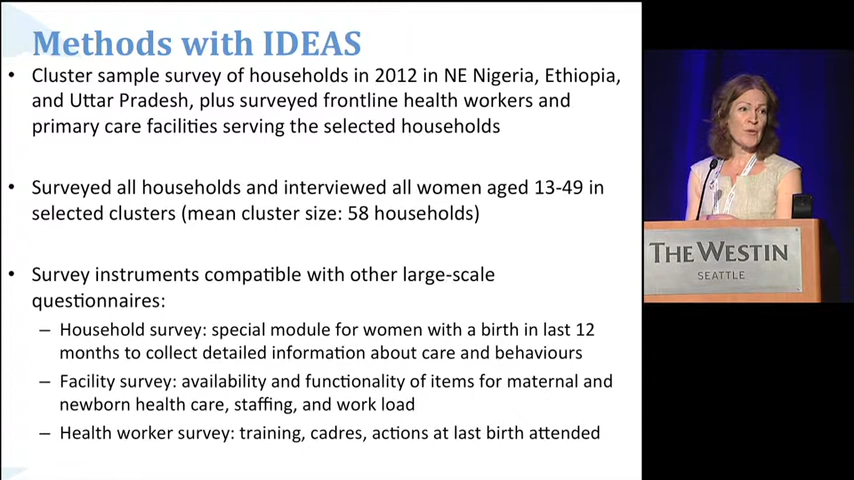 Methods with IDEAS
• Cluster sample survey of households in 2012 in NE Nigeria, Ethiopia,
and Uttar Pradesh, plus surveyed frontline health workers and
primary care facilities serving the selected households
• Surveyed all households and interviewed all women aged 13-49 in
selected clusters (mean cluster size: 58 households)
• Survey instruments compatible with other large-scale
questionnaires:
– Household survey: special module for women with a birth in last 12
months to collect detailed information about care and behaviours
– Facility survey: availability and functionality of items for maternal and
newborn health care, staffing, and work load
– Health worker survey: training, cadres, actions at last birth attended
THE WESTIN
SEATTLE